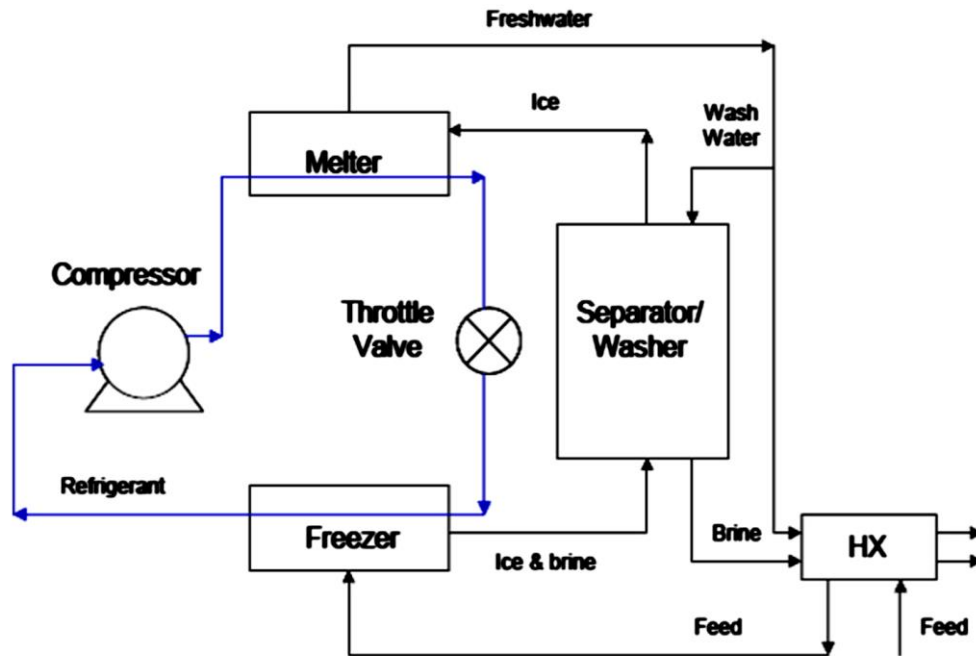 Freshwater
Ice
Wash
Water
Melter
Compressor
Throttle
Valve
Separator/
Washer
Refrigerant
Freezer
Ice & brine
Brine
HX
Feed
Feed